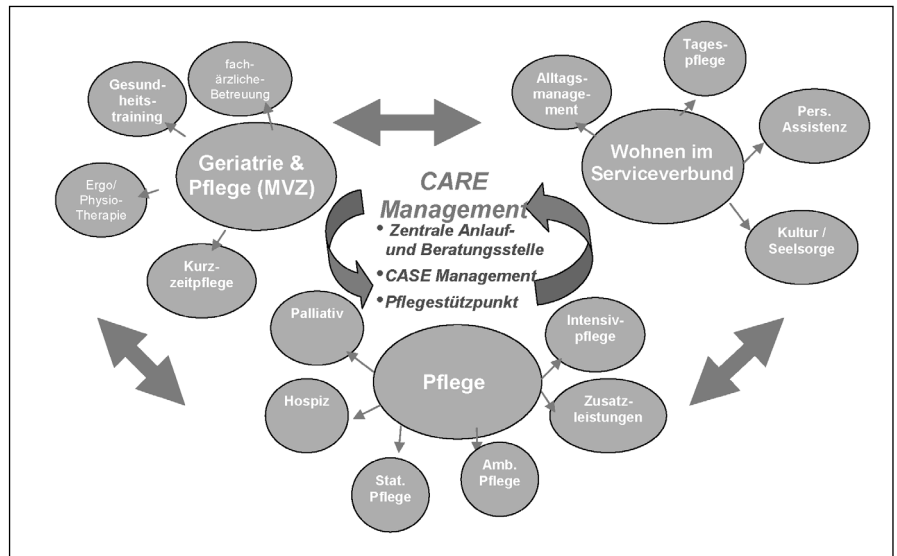 fach-
ärzliche-
Betreuung
Gesund-
heits-
training
Geriatrie &
Pflege (MVZ)
Ergo/
Physio-
Therapie
Kurz-
zeitpflege
Tages-
pflege
Alltags-
manage-
ment
Pers.
Assistenz
Wohnen im
Serviceverbund
Kultur /
Seelsorge
CARE
Management
• Zentrale Anlauf-
und Beratungsstelle
• CASE Management
• Pflegestützpunkt
Palliativ
Intensiv-
pflege
Pflege
Hospiz
Zusatz-
leistungen
Stat.
Pflege
Amb.
Pflege